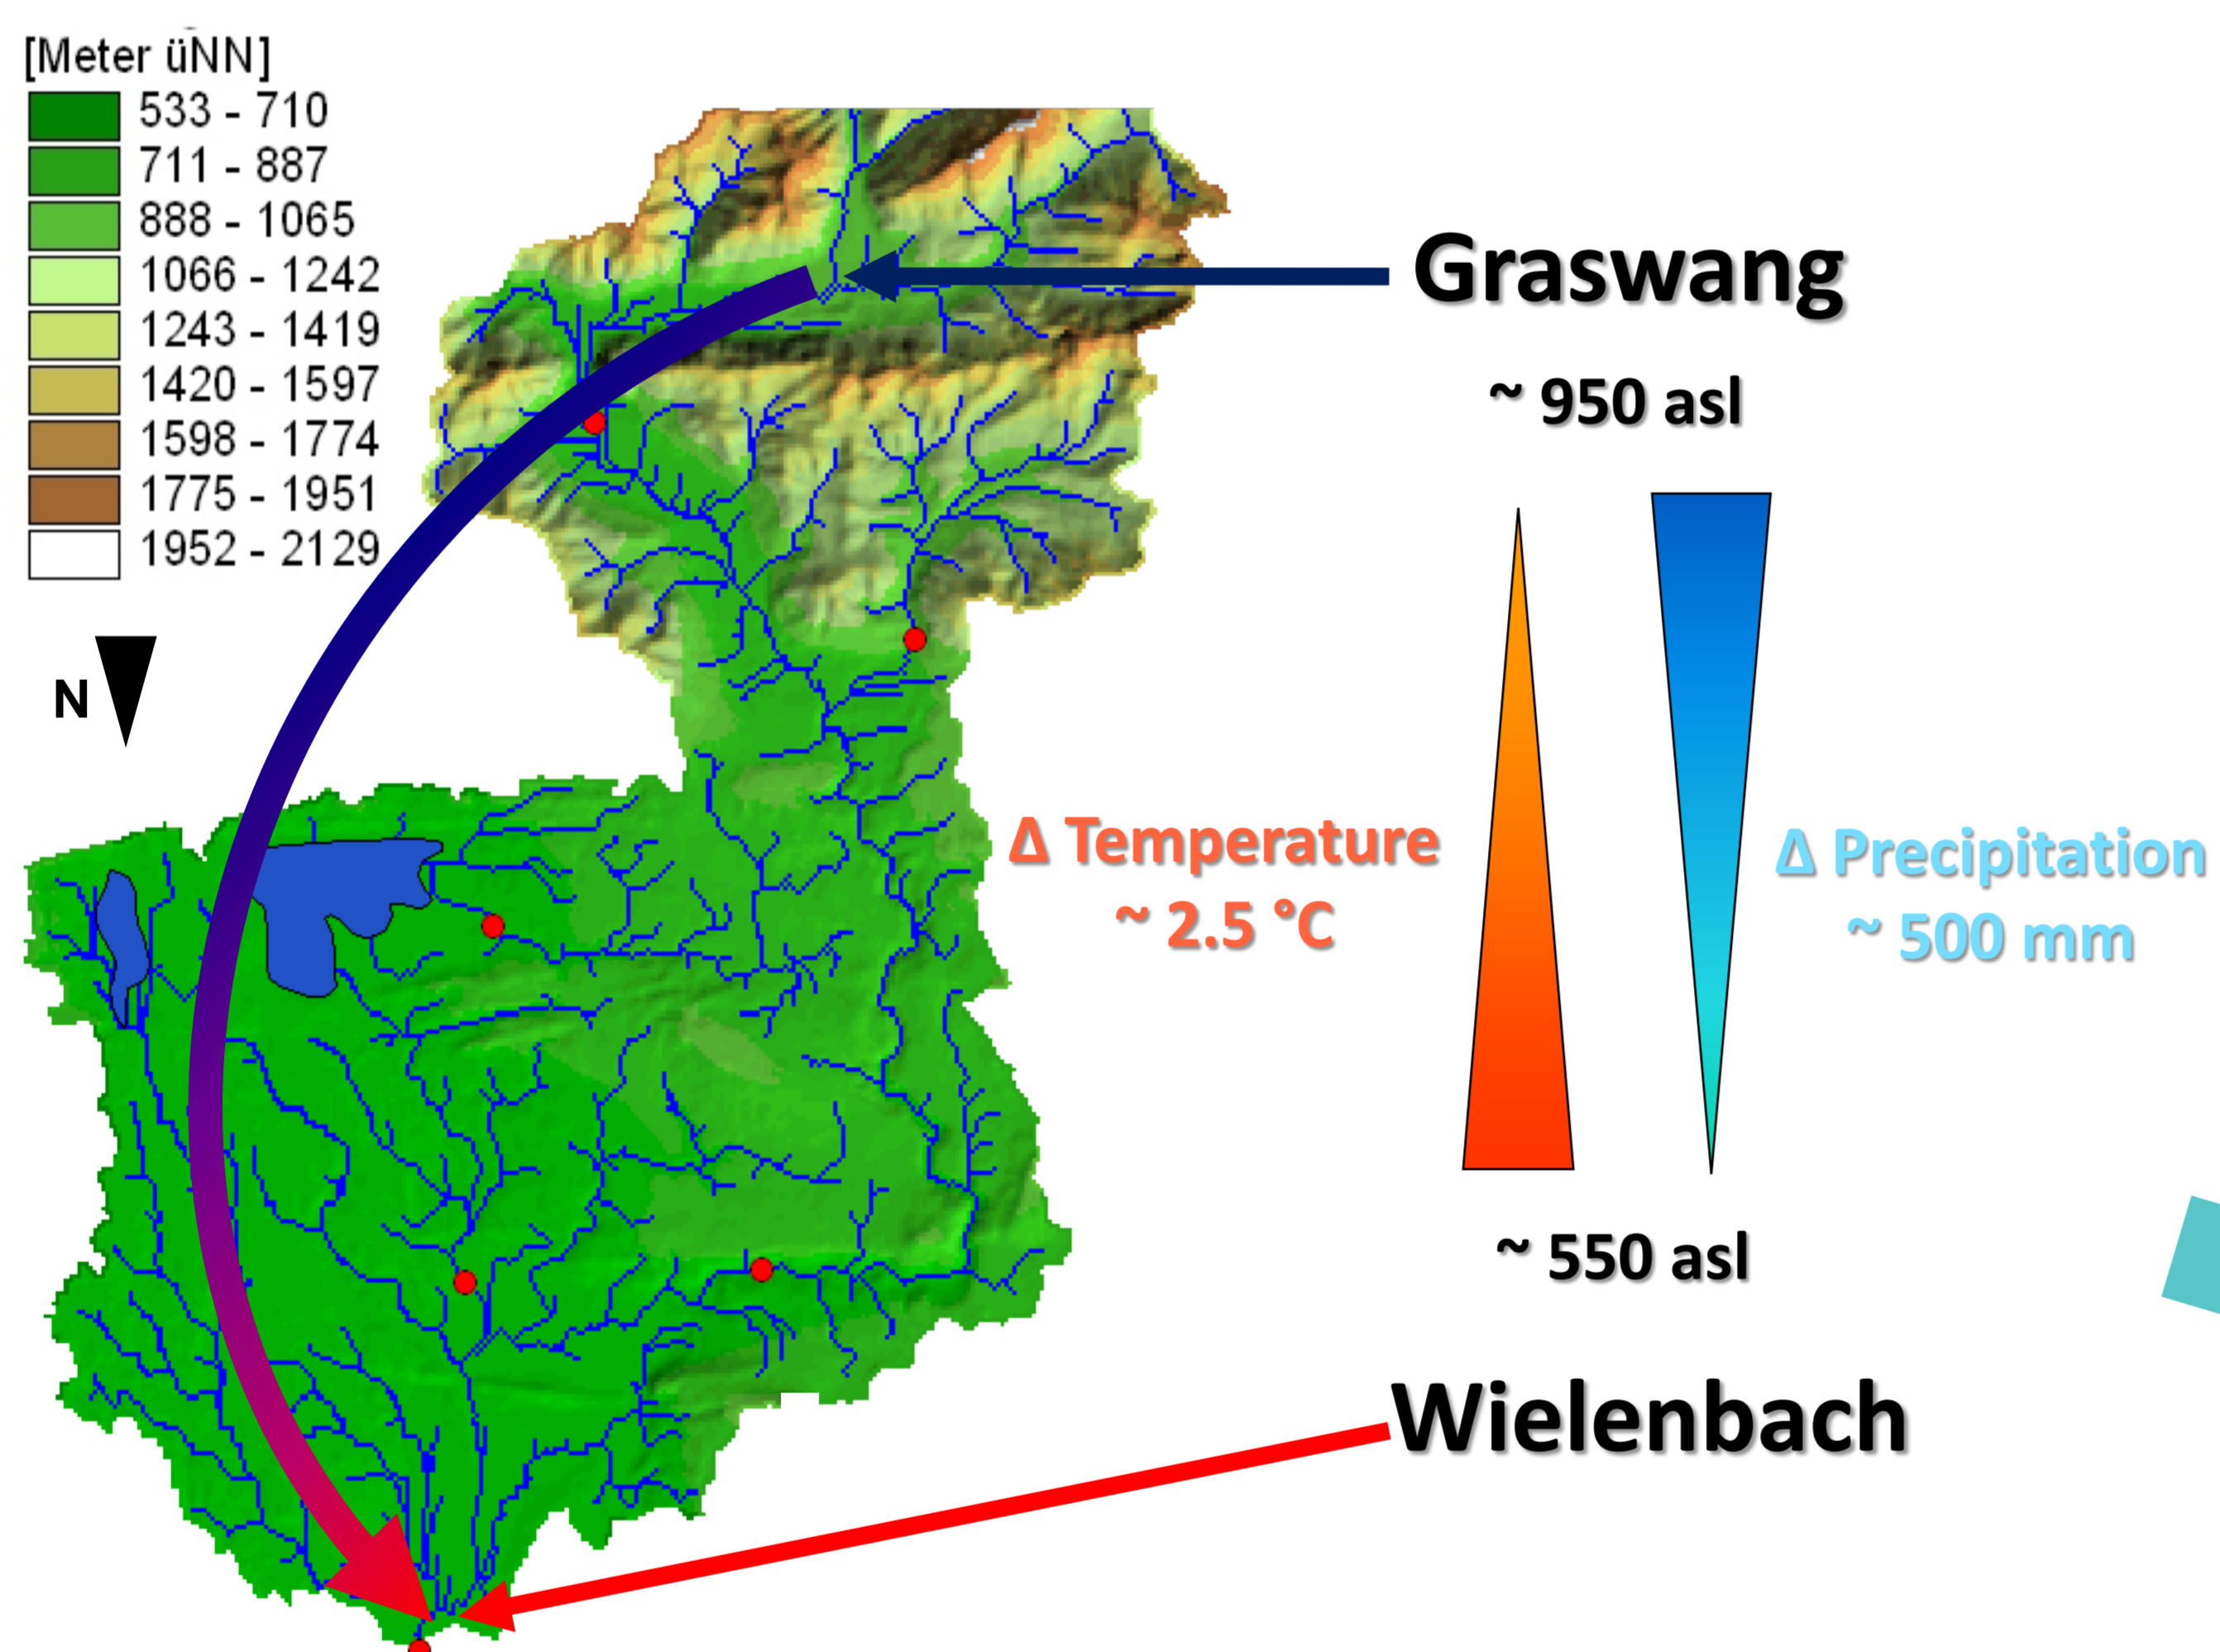 [Meter üNN]
533 - 710
711 - 887
888 - 1065
1066 - 1242
1243 - 1419
1420 - 1597
1598 - 1774
1775 - 1951
1952 - 2129
N
Graswang
~ 950 asl
Δ Temperature
~ 2.5 °C
Δ Precipitation
~ 500 mm
~ 550 asl
Wielenbach